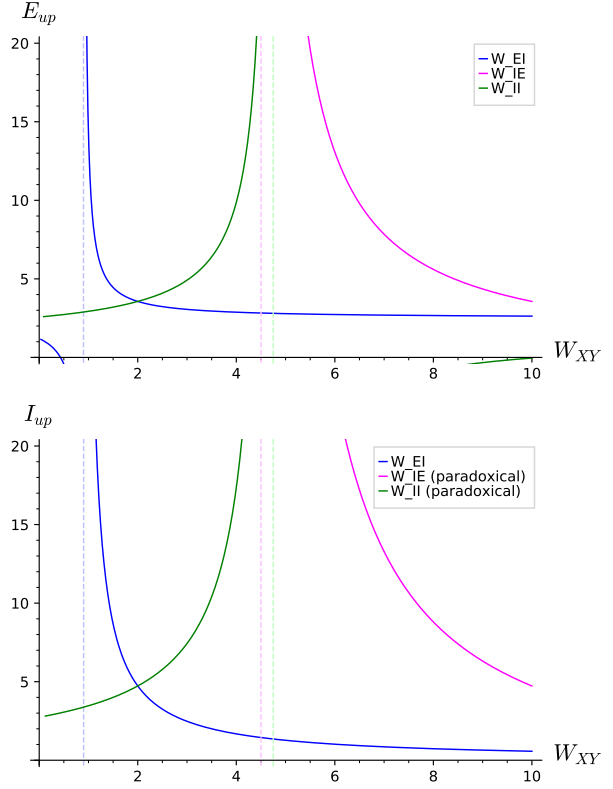 E_up
20
15
10
5
2
4
6
8
10
W_XY
W_EI
W_IE
W_II
I_up
20
15
10
5
2
4
6
8
10
W_XY
W_EI
W_IE (paradoxical)
W_II (paradoxical)